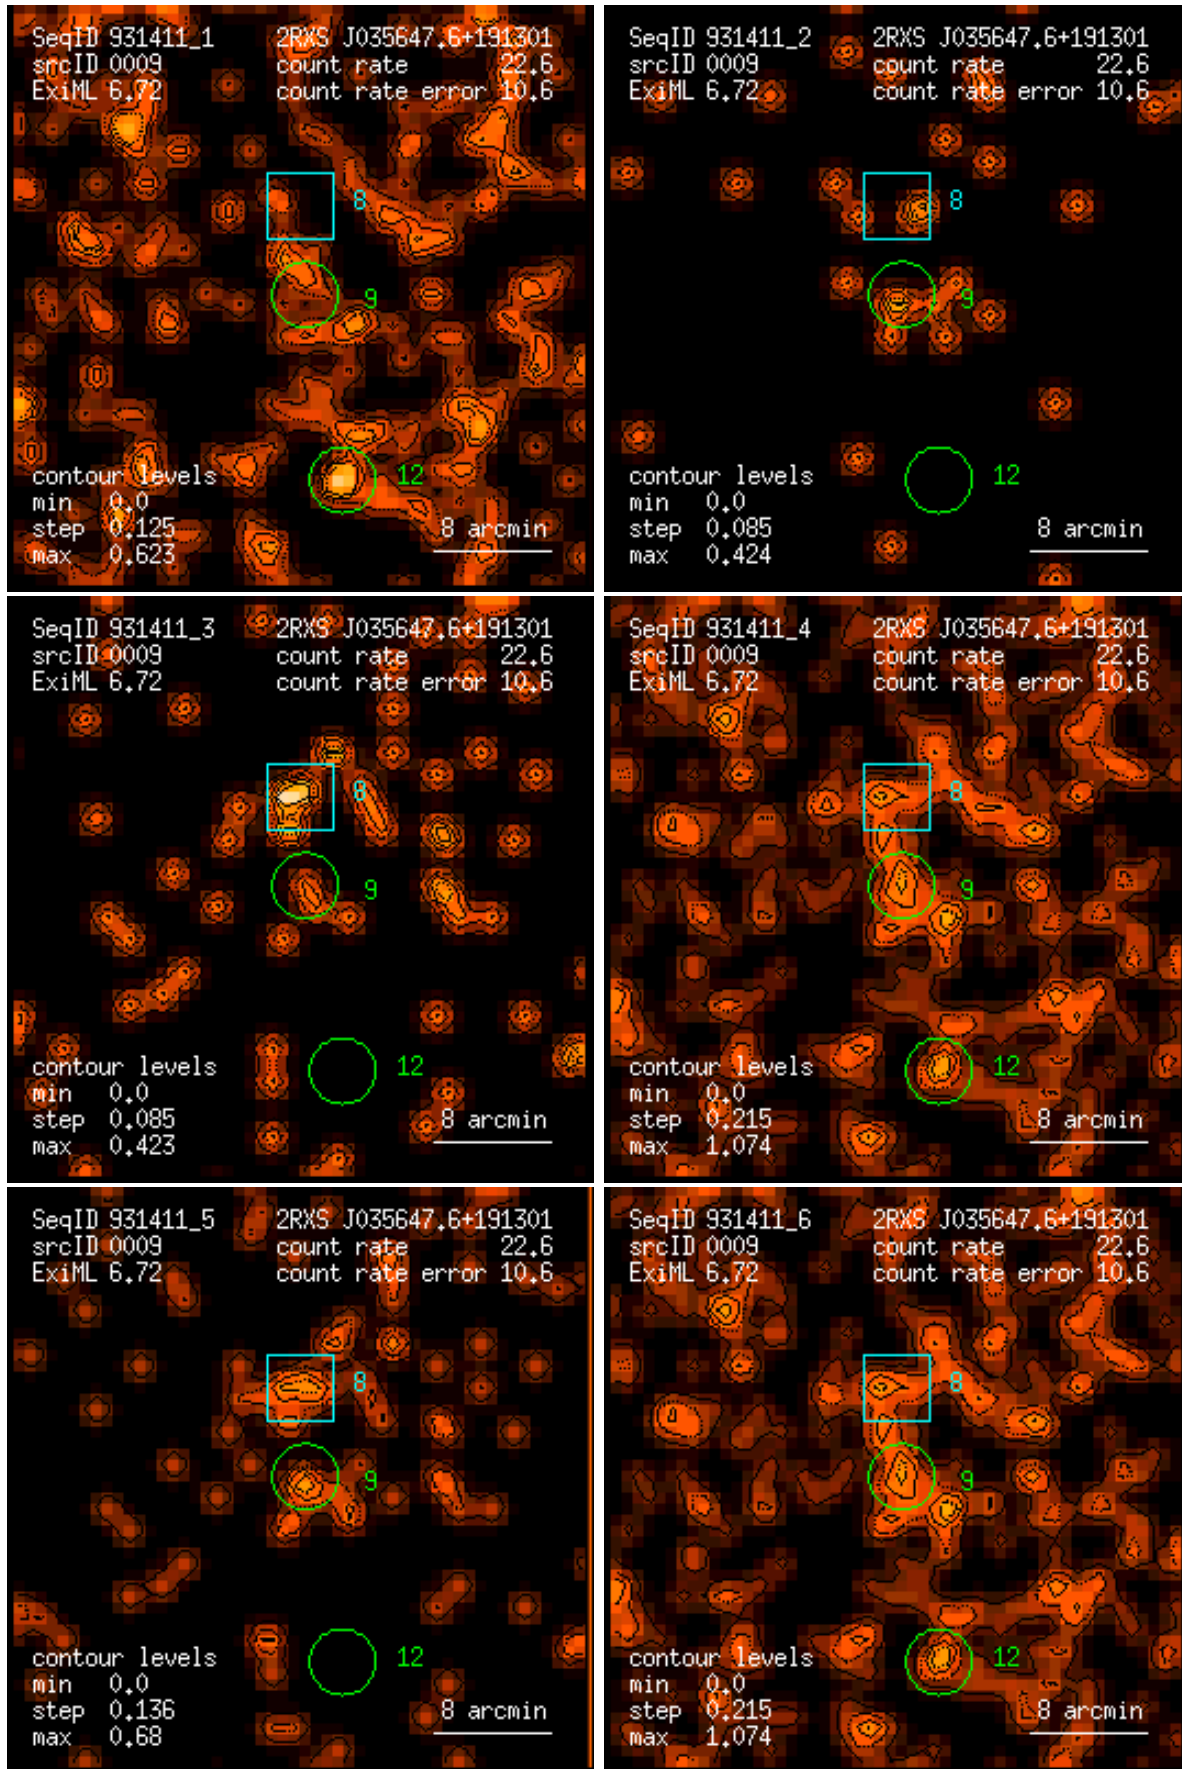 SeqID 931411_1 2RXS J035647.6+191301
srcID 0009 count rate 22.6
ExiML 6.72 count rate error 10.6
8
9
12
contour levels
min 0.0
step 0.125
max 0.623
8 arcmin
SeqID 931411_2 2RXS J035647.6+191301
srcID 0009 count rate 22.6
ExiML 6.72 count rate error 10.6
8
9
12
contour levels
min 0.0
step 0.085
max 0.424
8 arcmin
SeqID 931411_3 2RXS J035647.6+191301
srcID 0009 count rate 22.6
ExiML 6.72 count rate error 10.6
8
9
12
contour levels
min 0.0
step 0.085
max 0.423
8 arcmin
SeqID 931411_4 2RXS J035647.6+191301
srcID 0009 count rate 22.6
ExiML 6.72 count rate error 10.6
8
9
12
contour levels
min 0.0
step 0.215
max 1.074
8 arcmin
SeqID 931411_5 2RXS J035647.6+191301
srcID 0009 count rate 22.6
ExiML 6.72 count rate error 10.6
8
9
12
contour levels
min 0.0
step 0.136
max 0.68
8 arcmin
SeqID 931411_6 2RXS J035647.6+191301
srcID 0009 count rate 22.6
ExiML 6.72 count rate error 10.6
8
9
12
contour levels
min 0.0
step 0.215
max 1.074
8 arcmin